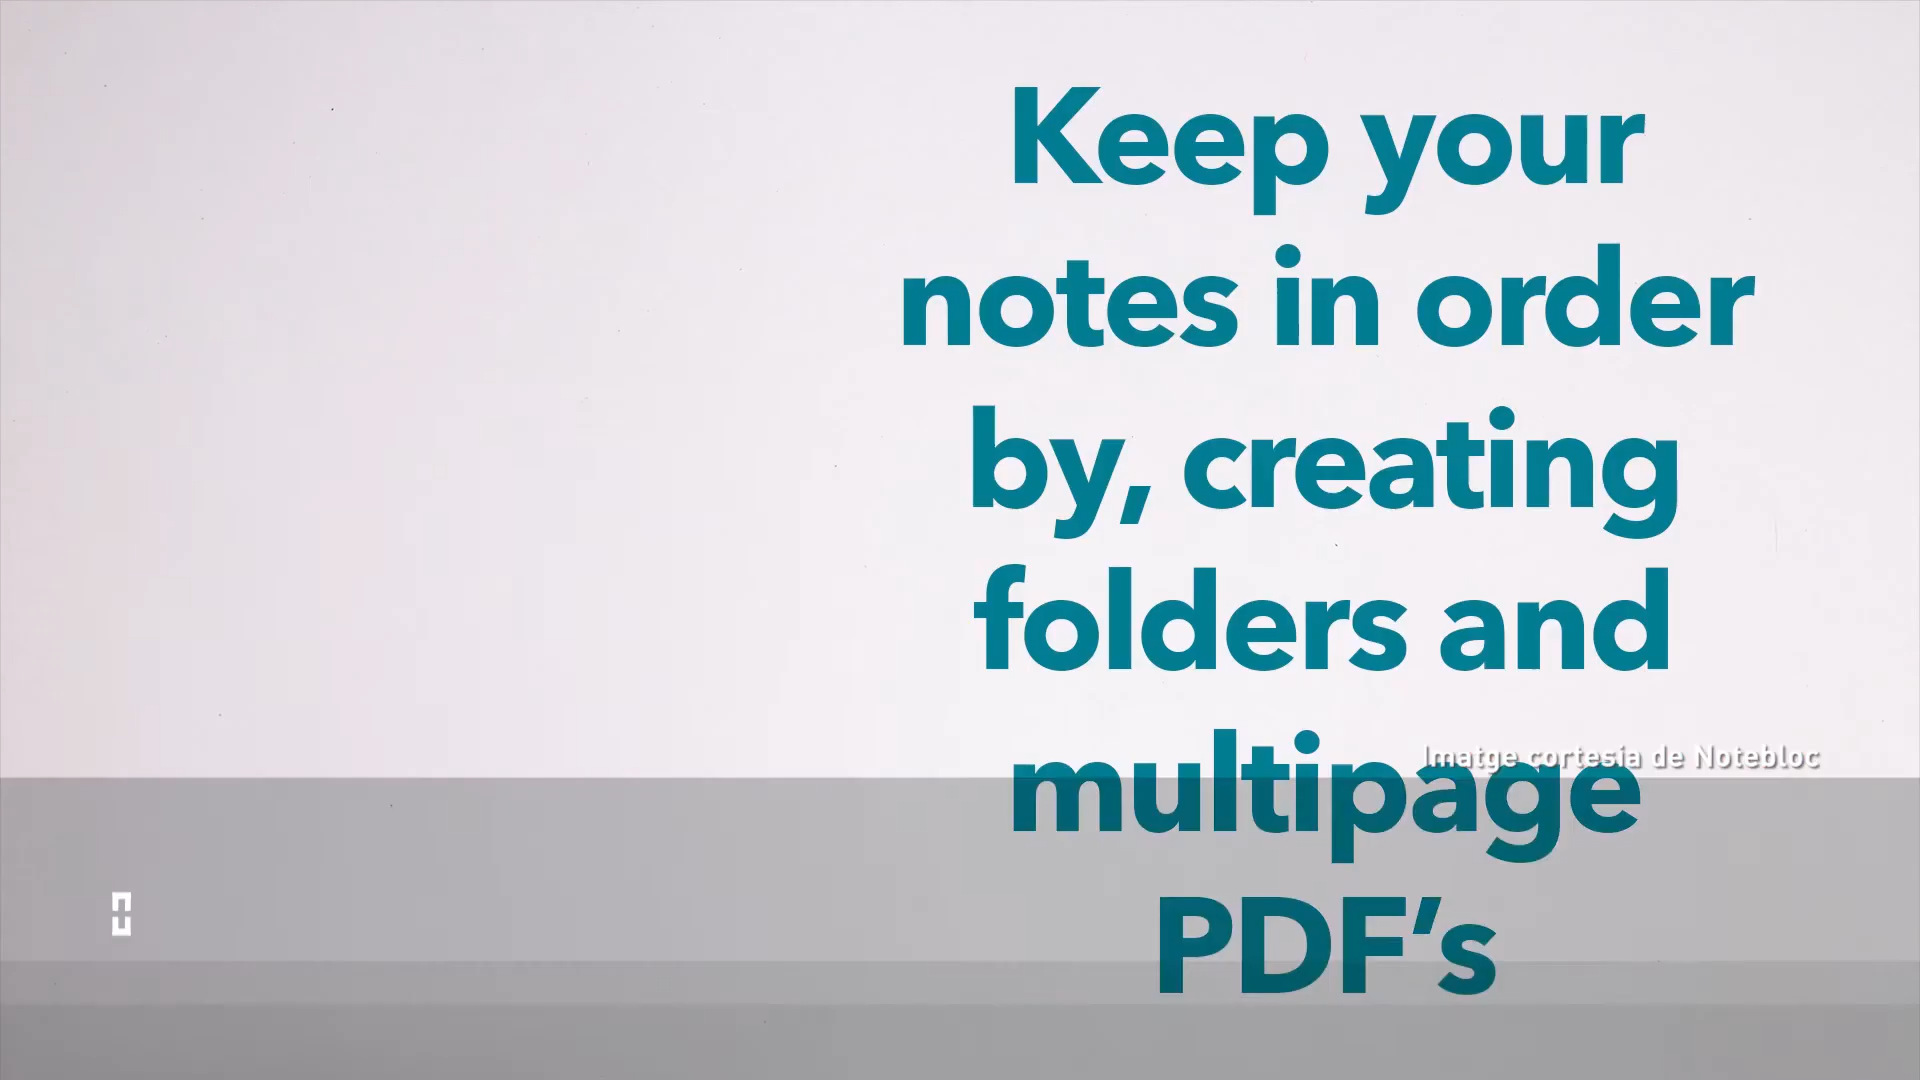 Keep your
notes in order
by, creating
folders and
multipage
PDF’s
Imatge cortesia de Notebloc